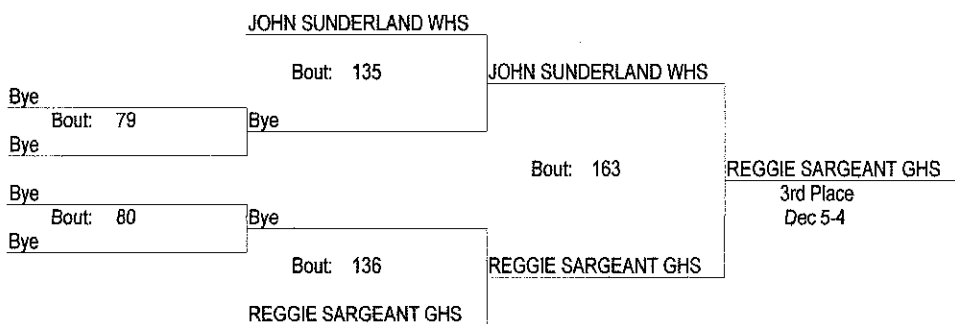 JOHN SUNDERLAND WHS
Bout: 135
JOHN SUNDERLAND WHS
Bye
Bout: 79
Bye
Bye
Bout: 163
REGGIE SARGEANT GHS
3rd Place
Dec 5-4
Bye
Bout: 80
Bye
Bye
Bout: 136
REGGIE SARGEANT GHS
REGGIE SARGEANT GHS